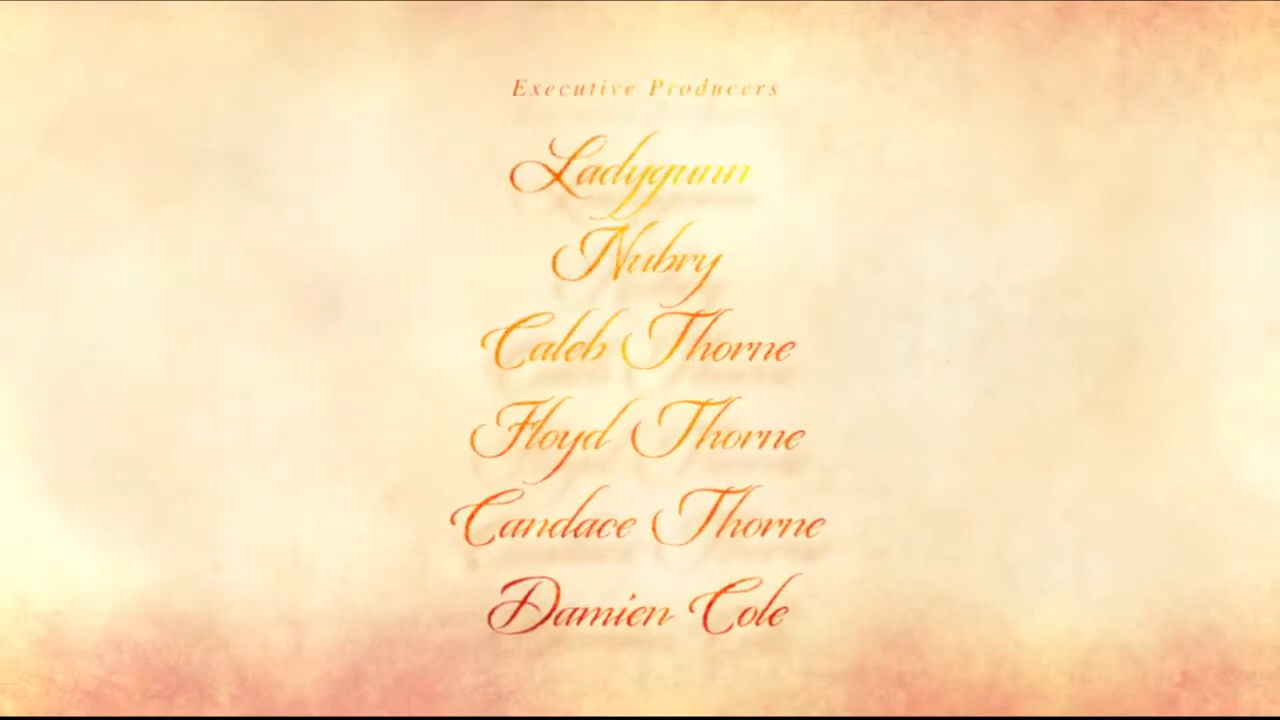 Executive Producers
Ladygunn
Nubry
Caleb Thorne
Floyd Thorne
Candace Thorne
Damien Cole